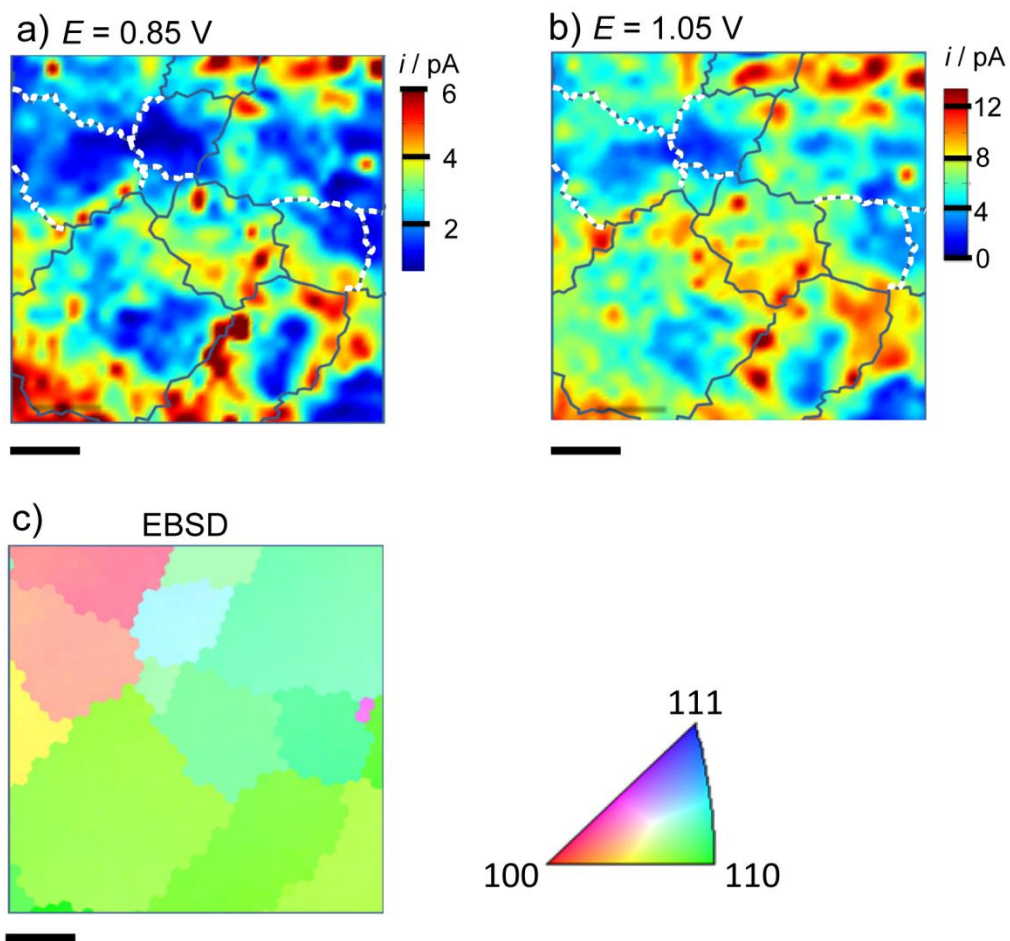 a) E = 0.85 V
i / pA
6
4
2
b) E = 1.05 V
i / pA
12
8
4
0
c) EBSD
111
100
110